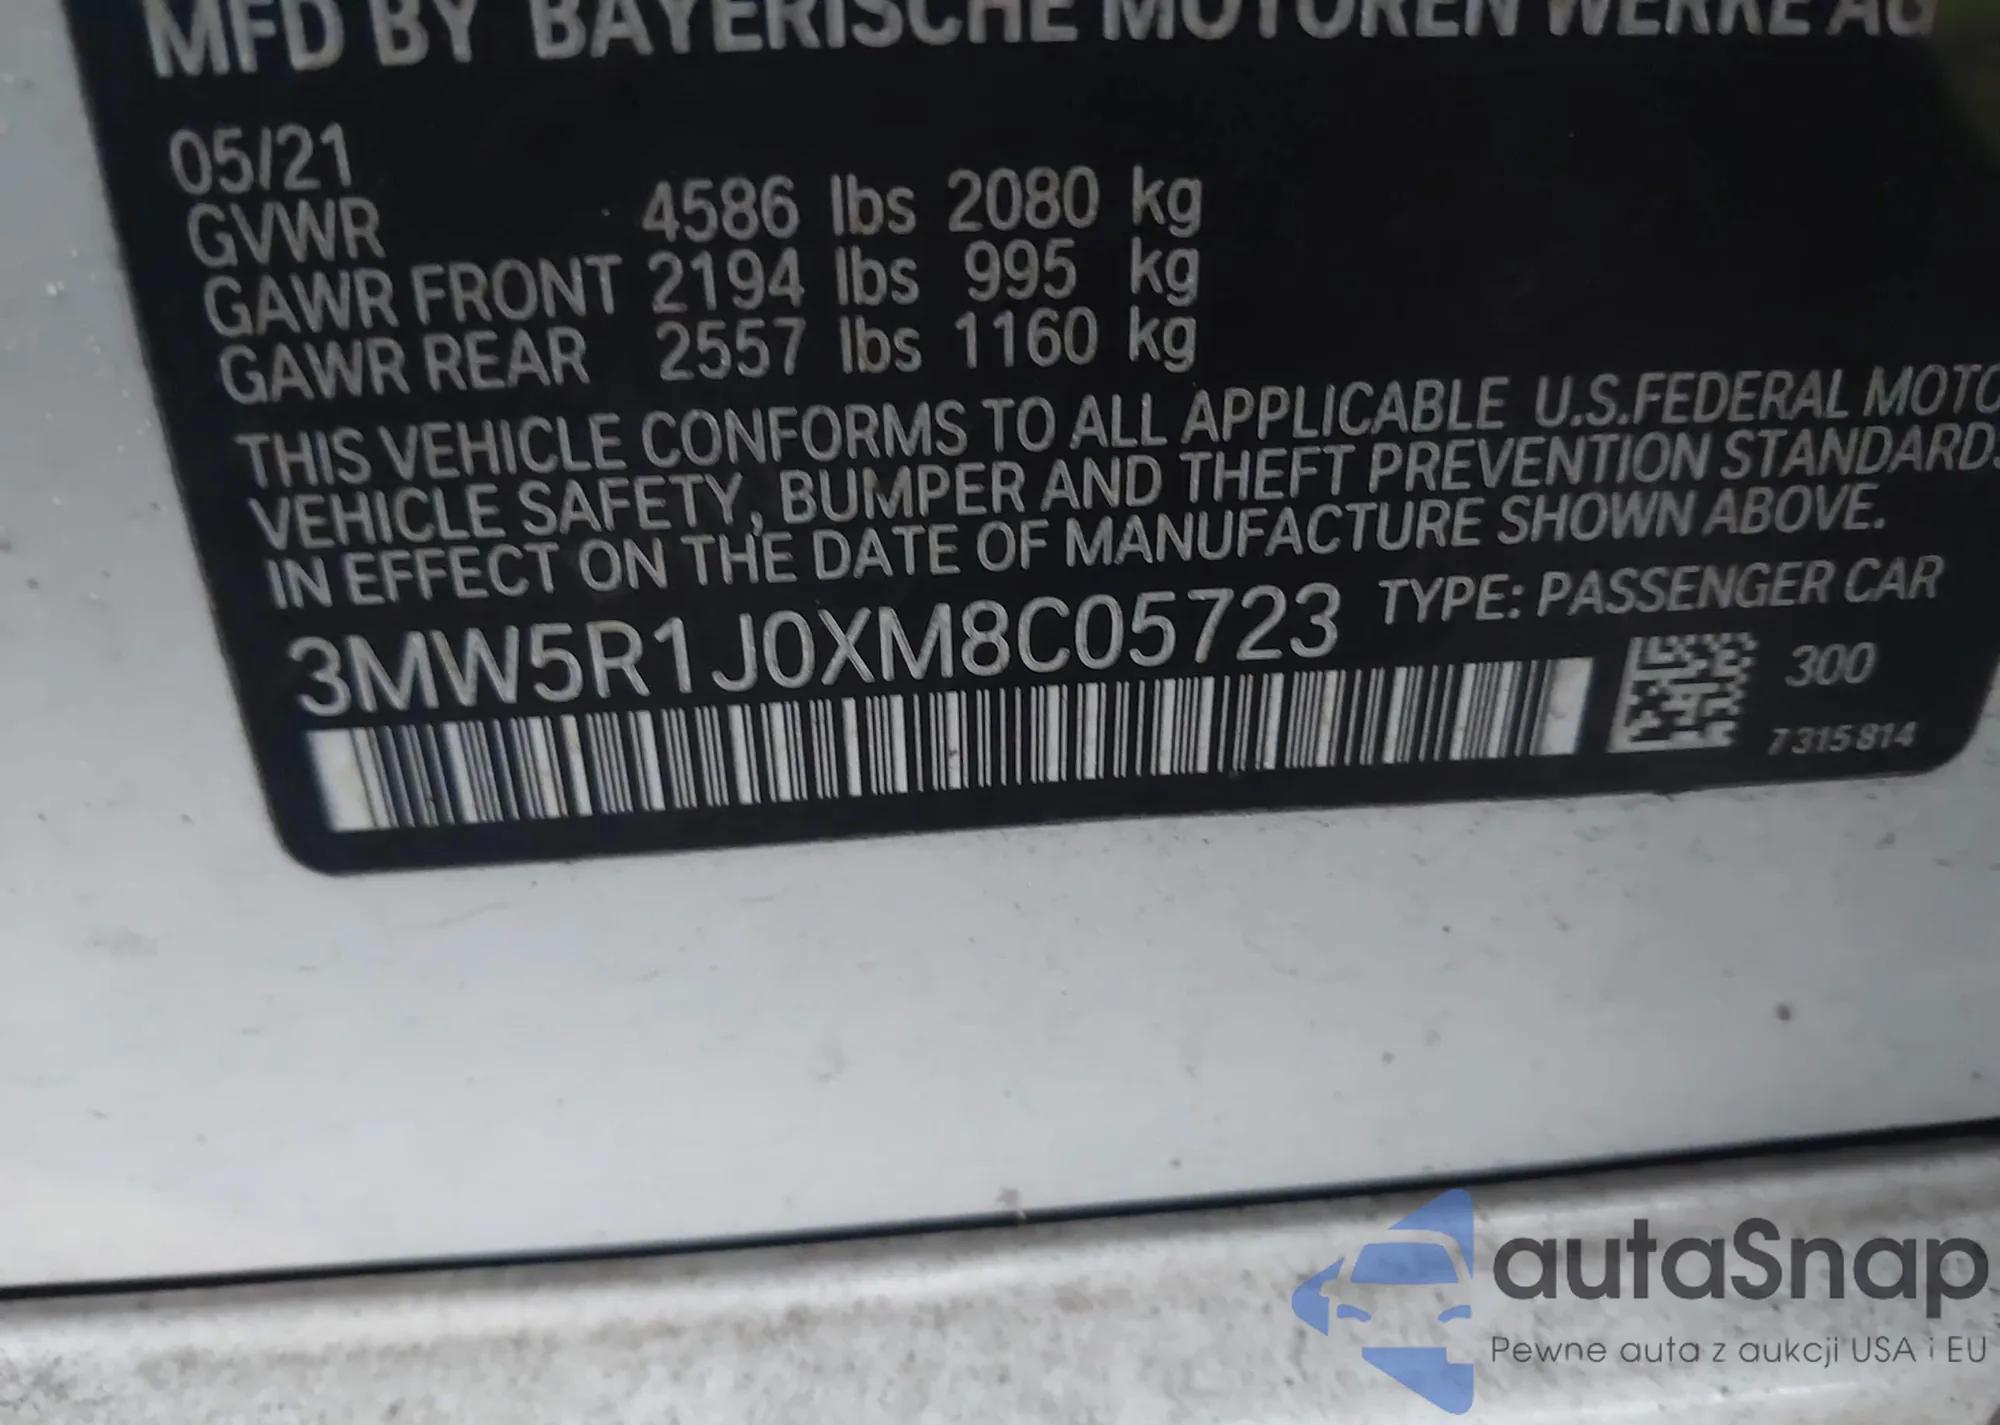 MFD BY BAYERISCHE MOTOREN WERKE AG
05/21
GVWR 4586 lbs 2080 kg
GAWR FRONT 2194 lbs 995 kg
GAWR REAR 2557 lbs 1160 kg
THIS VEHICLE CONFORMS TO ALL APPLICABLE U.S.FEDERAL MOTO
VEHICLE SAFETY, BUMPER AND THEFT PREVENTION STANDARDS
IN EFFECT ON THE DATE OF MANUFACTURE SHOWN ABOVE.
3MW5R1J0XM8C05723 TYPE: PASSENGER CAR
300
7315814
autaSnap
Pewne auta z aukcji USA i EU